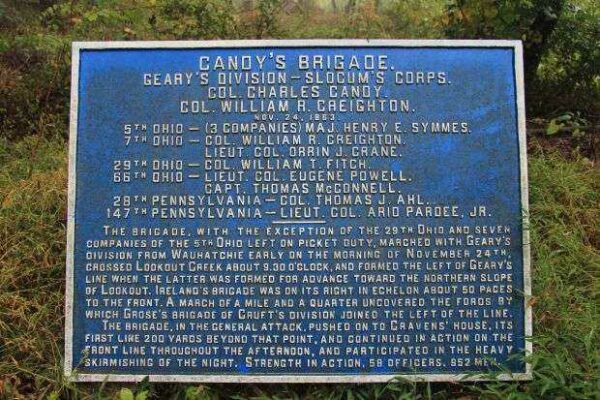 CANDY'S BRIGADE.
GEARY'S DIVISION – SLOCUM'S CORPS.
COL. CHARLES CANDY.
COL. WILLIAM R. CREIGHTON.
NOV. 24, 1863.
5TH OHIO – (3 COMPANIES) MAJ. HENRY E. SYMMES.
7TH OHIO – COL. WILLIAM R. CREIGHTON.
LIEUT. COL. ORRIN J. CRANE.
29TH OHIO – COL. WILLIAM T. FITCH.
66TH OHIO – LIEUT. COL. EUGENE POWELL.
CAPT. THOMAS McCONNELL.
28TH PENNSYLVANIA – COL. THOMAS J. AHL.
147TH PENNSYLVANIA – LIEUT. COL. ARIO PARDEE, JR.
THE BRIGADE, WITH THE EXCEPTION OF THE 29TH OHIO AND SEVEN
COMPANIES OF THE 5TH OHIO LEFT ON PICKET DUTY, MARCHED WITH GEARY'S
DIVISION FROM WAUHATCHIE EARLY ON THE MORNING OF NOVEMBER 24TH,
CROSSED LOOKOUT CREEK ABOUT 9.30 O'CLOCK, AND FORMED THE LEFT OF GEARY'S
LINE WHEN THE LATTER WAS FORMED FOR ADVANCE TOWARD THE NORTHERN SLOPE
OF LOOKOUT. IRELAND'S BRIGADE WAS ON ITS RIGHT IN ECHELON ABOUT 50 PACES
TO THE FRONT. A MARCH OF A MILE AND A QUARTER UNCOVERED THE FORDS BY
WHICH GROSE'S BRIGADE OF CRUFT'S DIVISION JOINED THE LEFT OF THE LINE.
THE BRIGADE, IN THE GENERAL ATTACK, PUSHED ON TO CRAVENS' HOUSE, ITS
FIRST LINE 200 YARDS BEYOND THAT POINT, AND CONTINUED IN ACTION ON THE
FRONT LINE THROUGHOUT THE AFTERNOON, AND PARTICIPATED IN THE HEAVY
SKIRMISHING OF THE NIGHT. STRENGTH IN ACTION, 58 OFFICERS, 852 MEN.